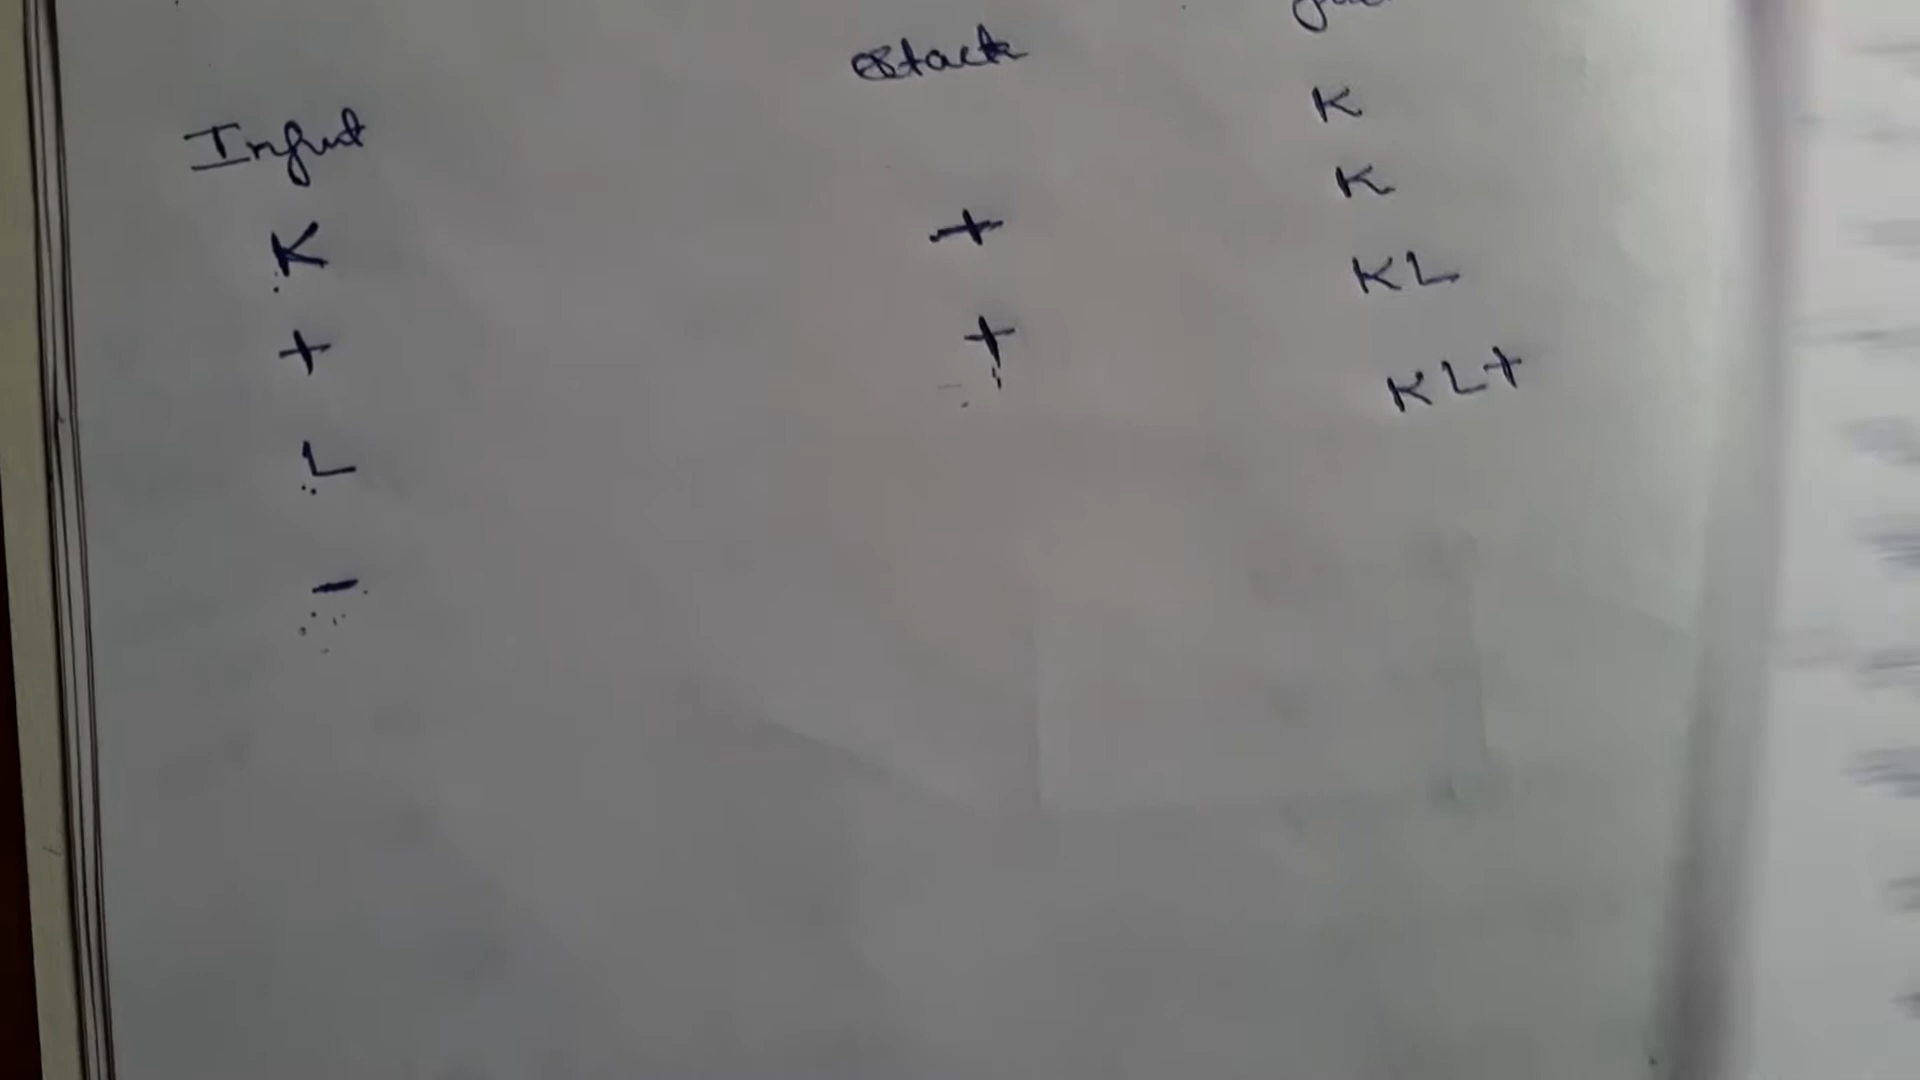 Input stack
K K
+ + K
L + KL
- KL+